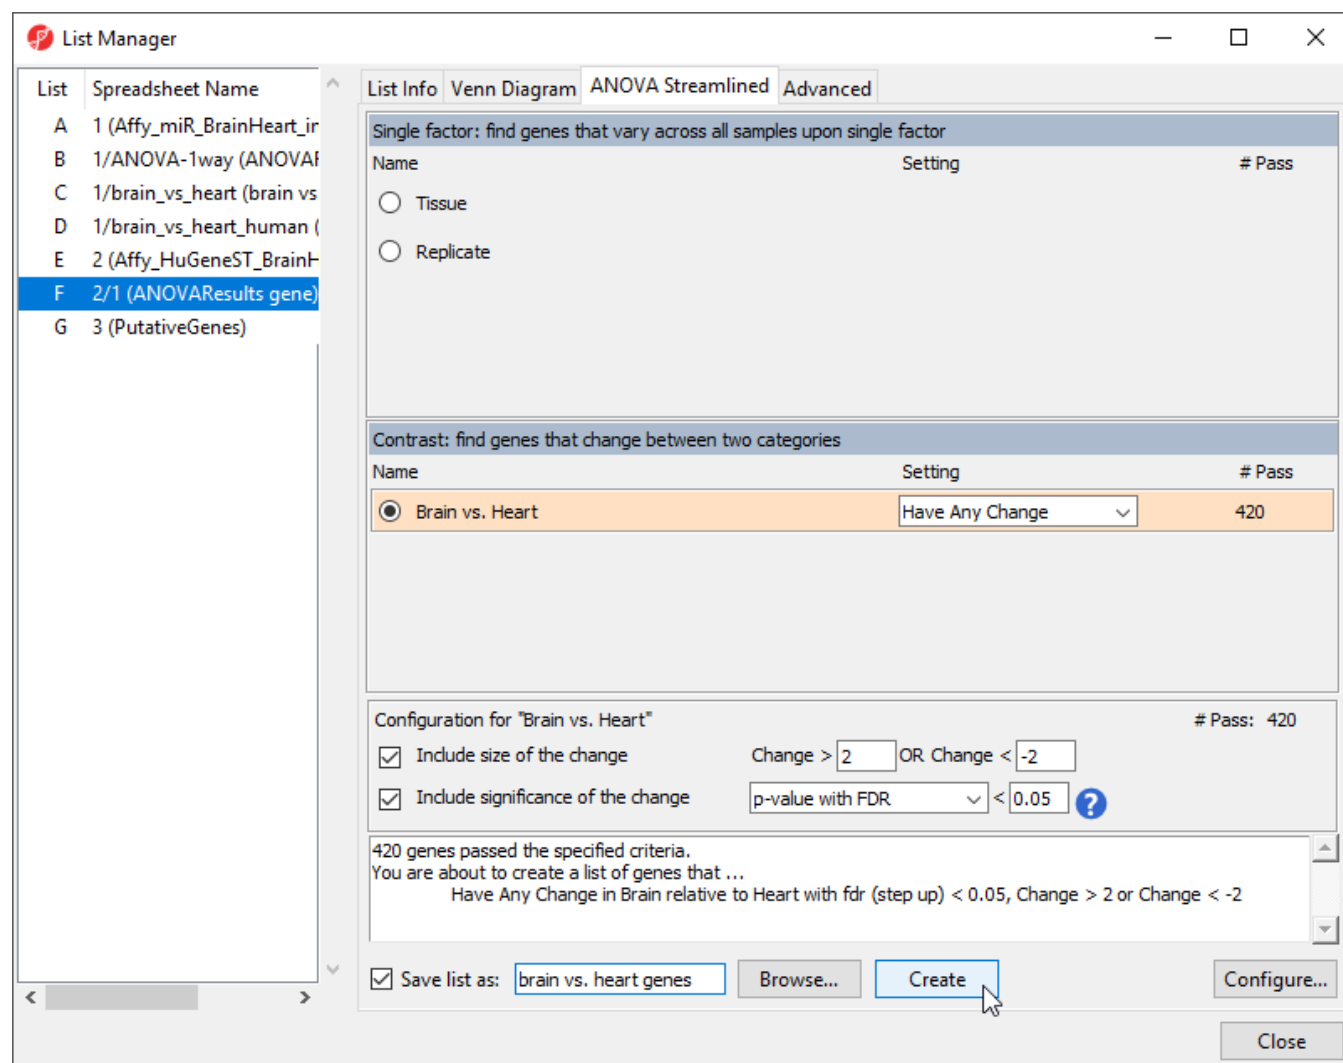 List Manager
List Spreadsheet Name
A 1 (Affy_miR_BrainHeart_in
B 1/ANOVA-1way (ANOVAR
C 1/brain_vs_heart (brain vs
D 1/brain_vs_heart_human (
E 2 (Affy_HuGeneST_BrainH
F 2/1 (ANOVAResults gene)
G 3 (PutativeGenes)
List Info Venn Diagram ANOVA Streamlined Advanced
Single factor: find genes that vary across all samples upon single factor
Name Setting # Pass
Tissue
Replicate
Contrast: find genes that change between two categories
Name Setting # Pass
Brain vs. Heart Have Any Change 420
Configuration for "Brain vs. Heart" # Pass: 420
Include size of the change Change > 2 OR Change < -2
Include significance of the change p-value with FDR < 0.05 ?
420 genes passed the specified criteria.
You are about to create a list of genes that ...
Have Any Change in Brain relative to Heart with fdr (step up) < 0.05, Change > 2 or Change < -2
Save list as: brain vs. heart genes Browse... Create Configure...
Close